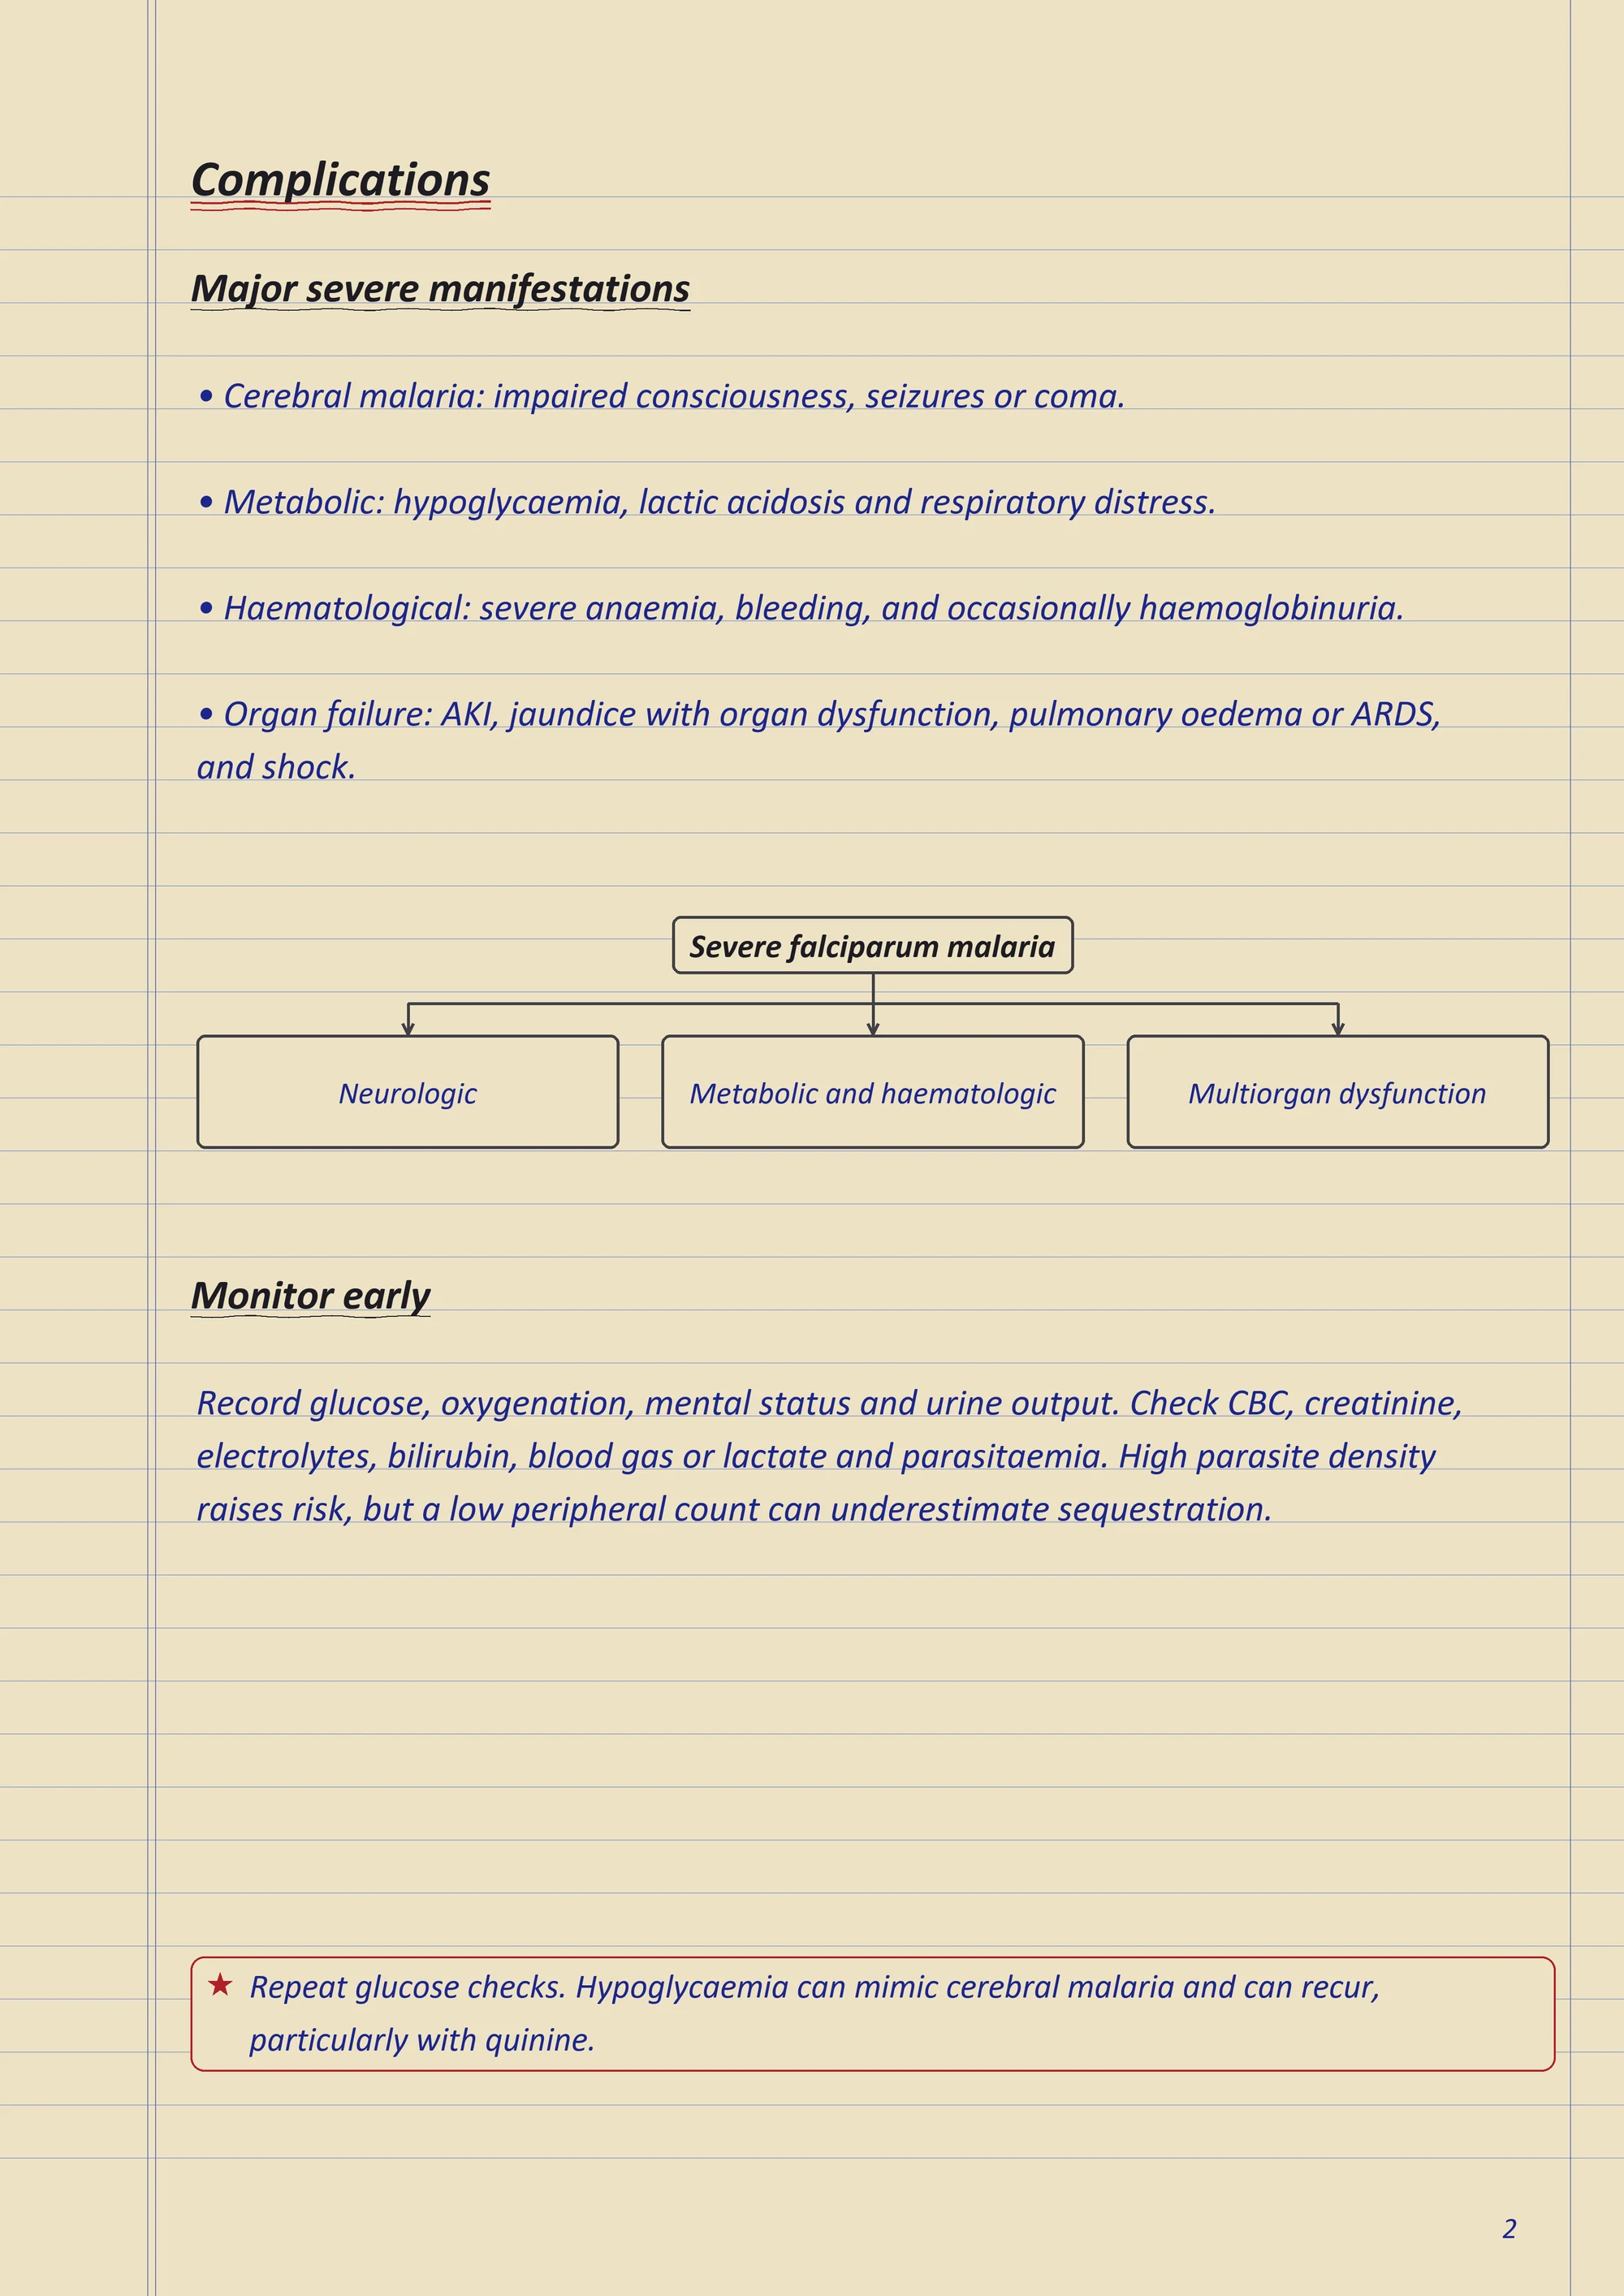 Complications
Major severe manifestations
• Cerebral malaria: impaired consciousness, seizures or coma.
• Metabolic: hypoglycaemia, lactic acidosis and respiratory distress.
• Haematological: severe anaemia, bleeding, and occasionally haemoglobinuria.
• Organ failure: AKI, jaundice with organ dysfunction, pulmonary oedema or ARDS,
and shock.
Severe falciparum malaria
Neurologic
Metabolic and haematologic
Multiorgan dysfunction
Monitor early
Record glucose, oxygenation, mental status and urine output. Check CBC, creatinine,
electrolytes, bilirubin, blood gas or lactate and parasitaemia. High parasite density
raises risk, but a low peripheral count can underestimate sequestration.
★ Repeat glucose checks. Hypoglycaemia can mimic cerebral malaria and can recur,
particularly with quinine.
2